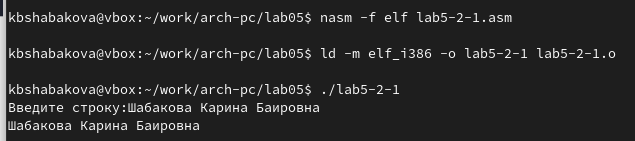 kbshabakova@vbox:~/work/arch-pc/lab05$ nasm -f elf lab5-2-1.asm
kbshabakova@vbox:~/work/arch-pc/lab05$ ld -m elf_i386 -o lab5-2-1 lab5-2-1.o
kbshabakova@vbox:~/work/arch-pc/lab05$ ./lab5-2-1
Введите строку:Шабакова Карина Баировна
Шабакова Карина Баировна